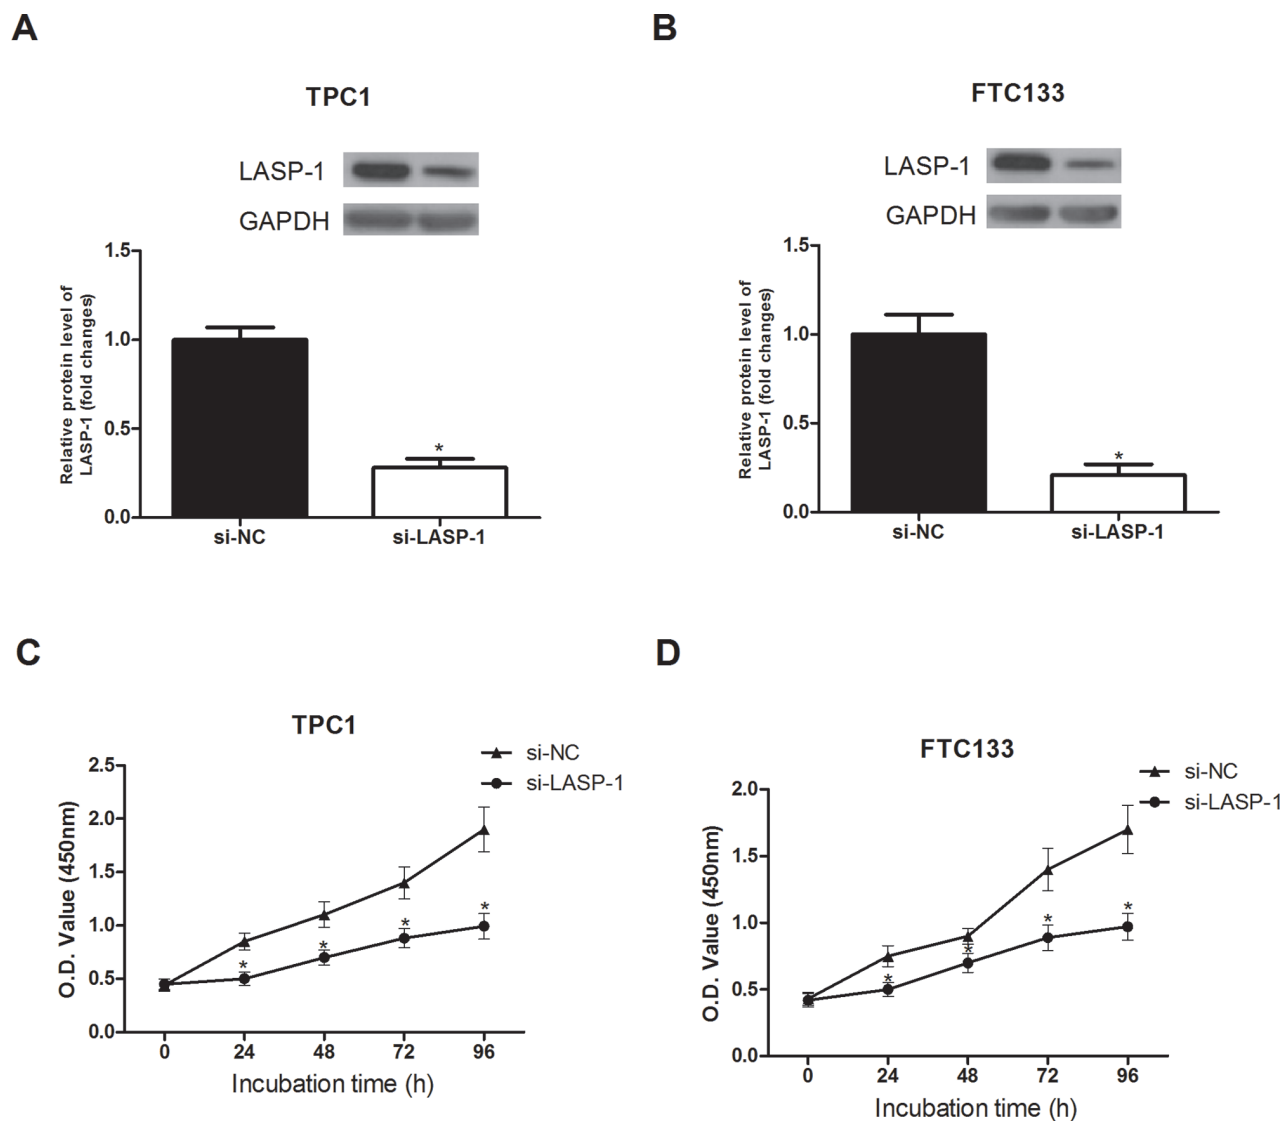 A
TPC1
LASP-1
GAPDH
Relative protein level of
LASP-1 (fold changes)
1.5
1.0
0.5
0.0
*
si-NC
si-LASP-1
B
FTC133
LASP-1
GAPDH
Relative protein level of
LASP-1 (fold changes)
1.5
1.0
0.5
0.0
*
si-NC
si-LASP-1
C
TPC1
si-NC
si-LASP-1
O.D. Value (450nm)
2.5
2.0
1.5
1.0
0.5
0.0
* * * *
0 24 48 72 96
Incubation time (h)
D
FTC133
si-NC
si-LASP-1
O.D. Value (450nm)
2.0
1.5
1.0
0.5
0.0
* * * *
0 24 48 72 96
Incubation time (h)